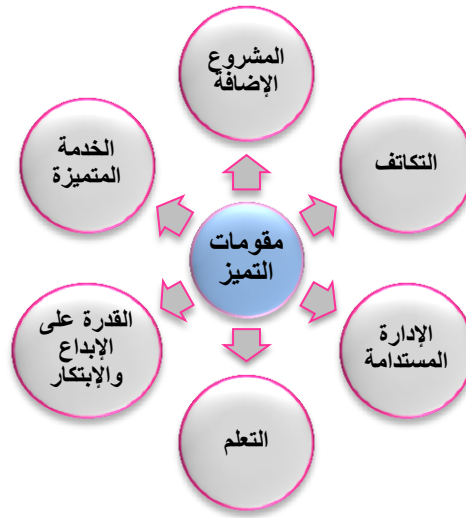 المشروع
الإضافة
التكاتف
الإدارة
المستدامة
التعلم
القدرة على
الإبداع
والإبتكار
الخدمة
المتميزة
مقومات
التميز